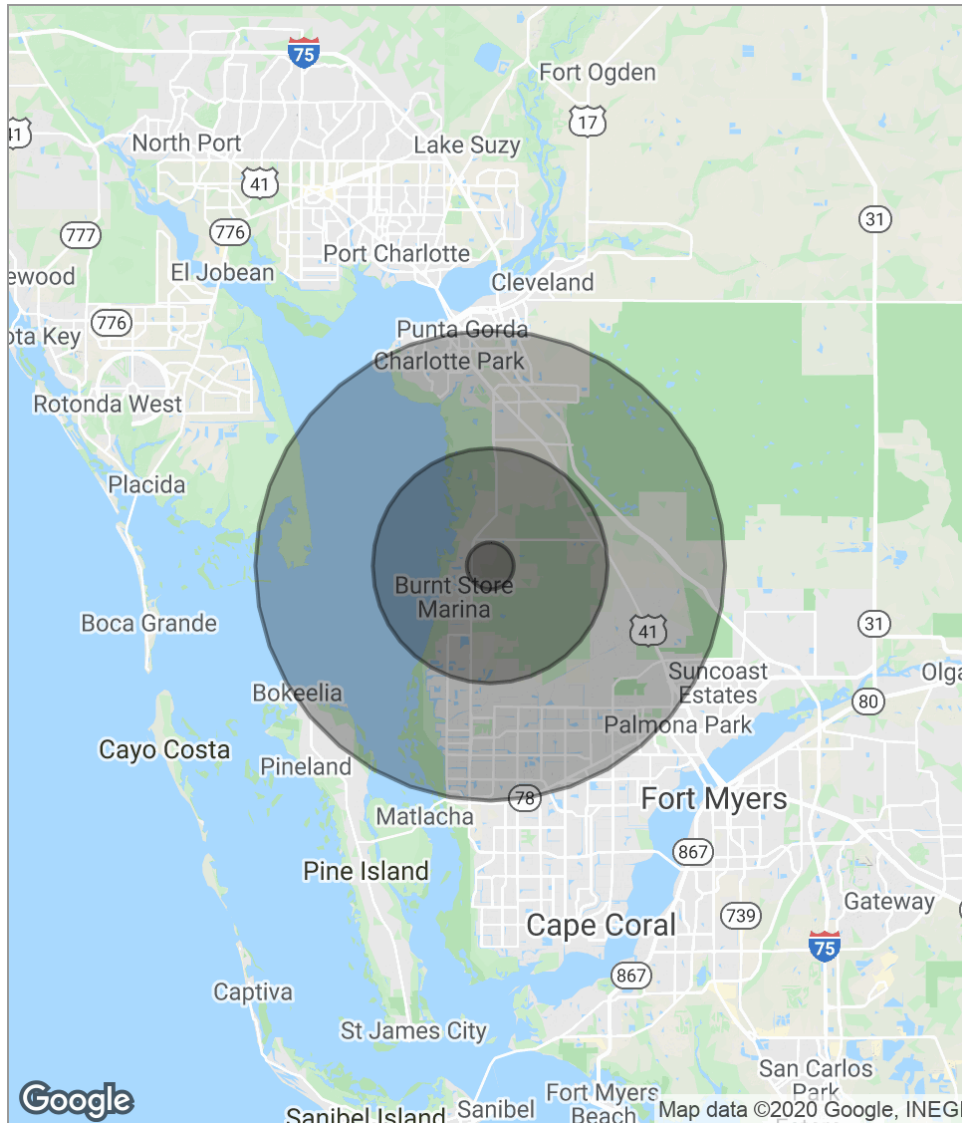 75
Fort Ogden
17
41
North Port
Lake Suzy
41
31
777
776
Port Charlotte
El Jobean
Cleveland
ewood
776
Punta Gorda
ota Key
Charlotte Park
Rotonda West
Placida
Burnt Store
Marina
Boca Grande
41
31
Suncoast
Estates
Olga
Bokeelia
80
Palmona Park
Cayo Costa
Pineland
78
Fort Myers
Matlacha
867
Pine Island
Gateway
739
Cape Coral
75
867
Captiva
St James City
San Carlos
Park
Google
Sanibel Island
Sanibel
Fort Myers
Beach
Map data ©2020 Google, INEGI